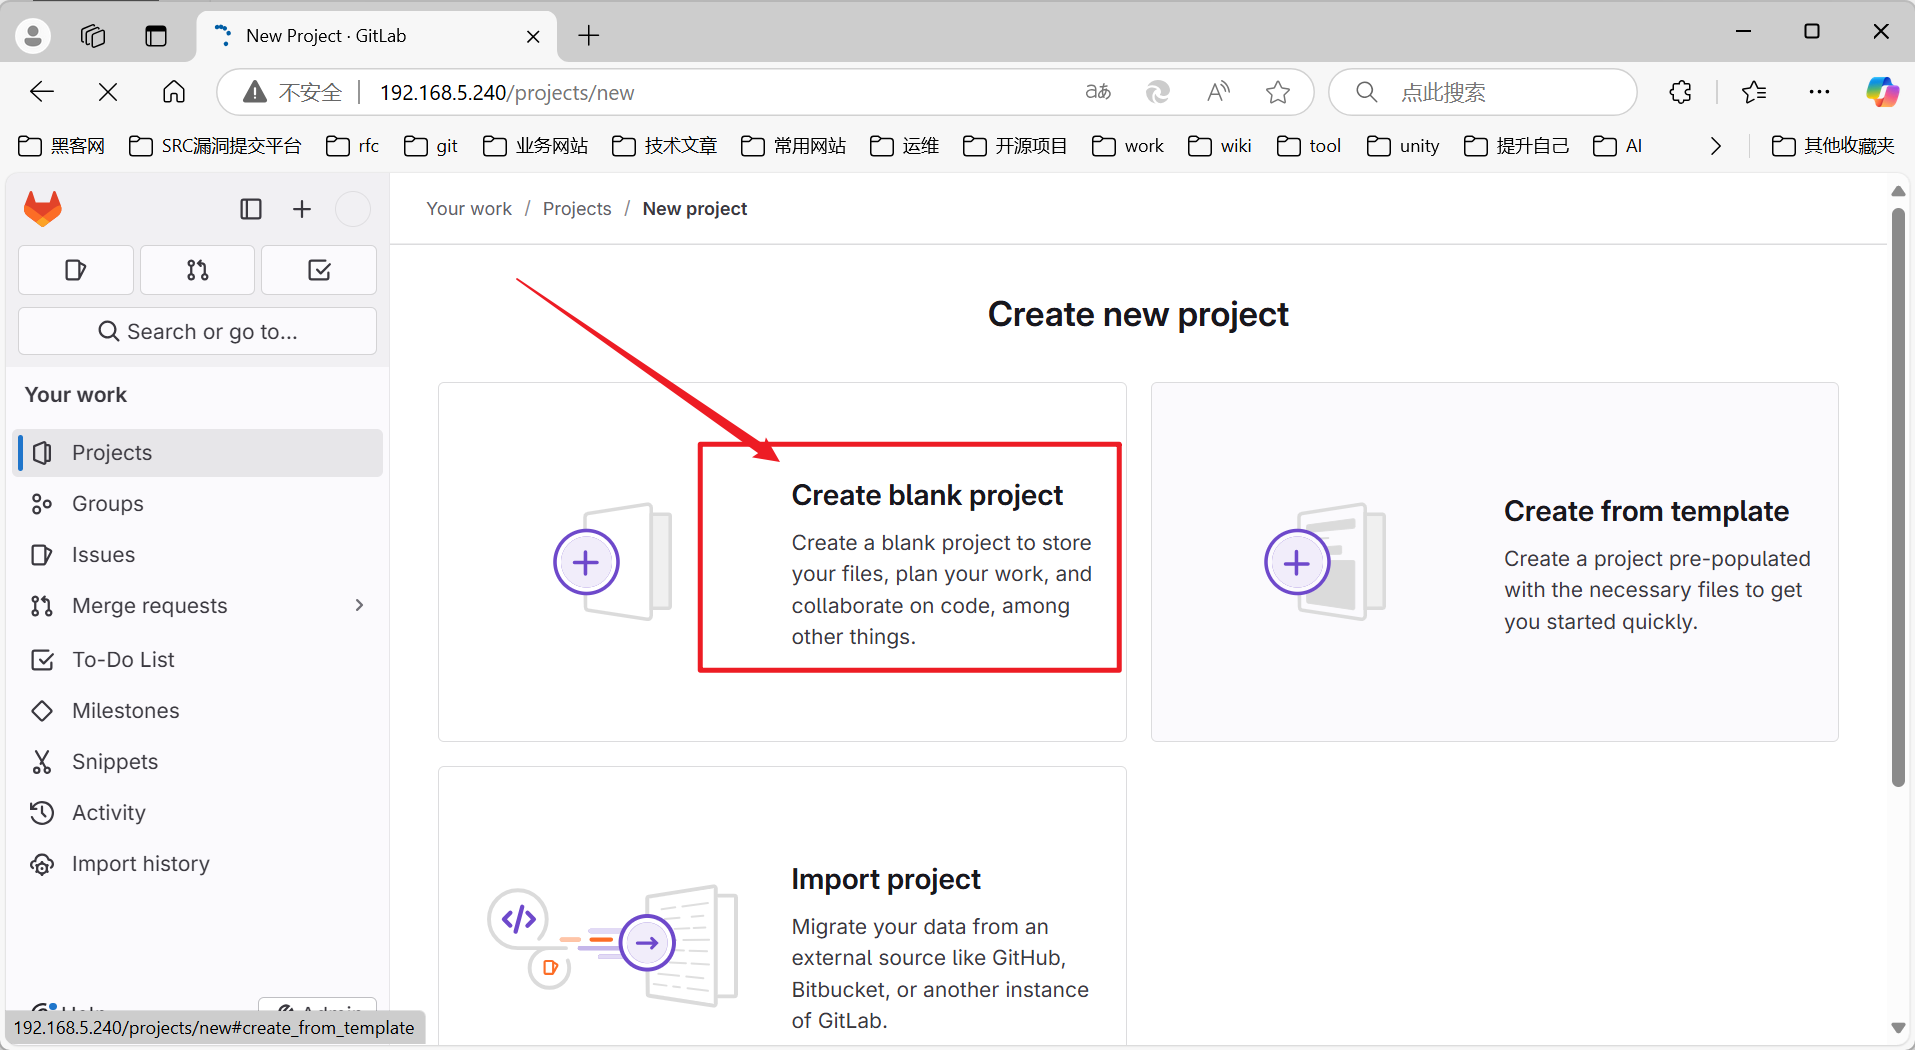 New Project · GitLab
不安全
192.168.5.240/projects/new
aあ
点此搜索
黑客网
SRC漏洞提交平台
rfc
git
业务网站
技术文章
常用网站
运维
开源项目
work
wiki
tool
unity
提升自己
AI
其他收藏夹
Your work / Projects / New project
Search or go to...
Your work
Projects
Groups
Issues
Merge requests
To-Do List
Milestones
Snippets
Activity
Import history
Help
Admin
192.168.5.240/projects/new#create_from_template
Create new project
Create blank project
Create a blank project to store
your files, plan your work, and
collaborate on code, among
other things.
Create from template
Create a project pre-populated
with the necessary files to get
you started quickly.
Import project
Migrate your data from an
external source like GitHub,
Bitbucket, or another instance
of GitLab.